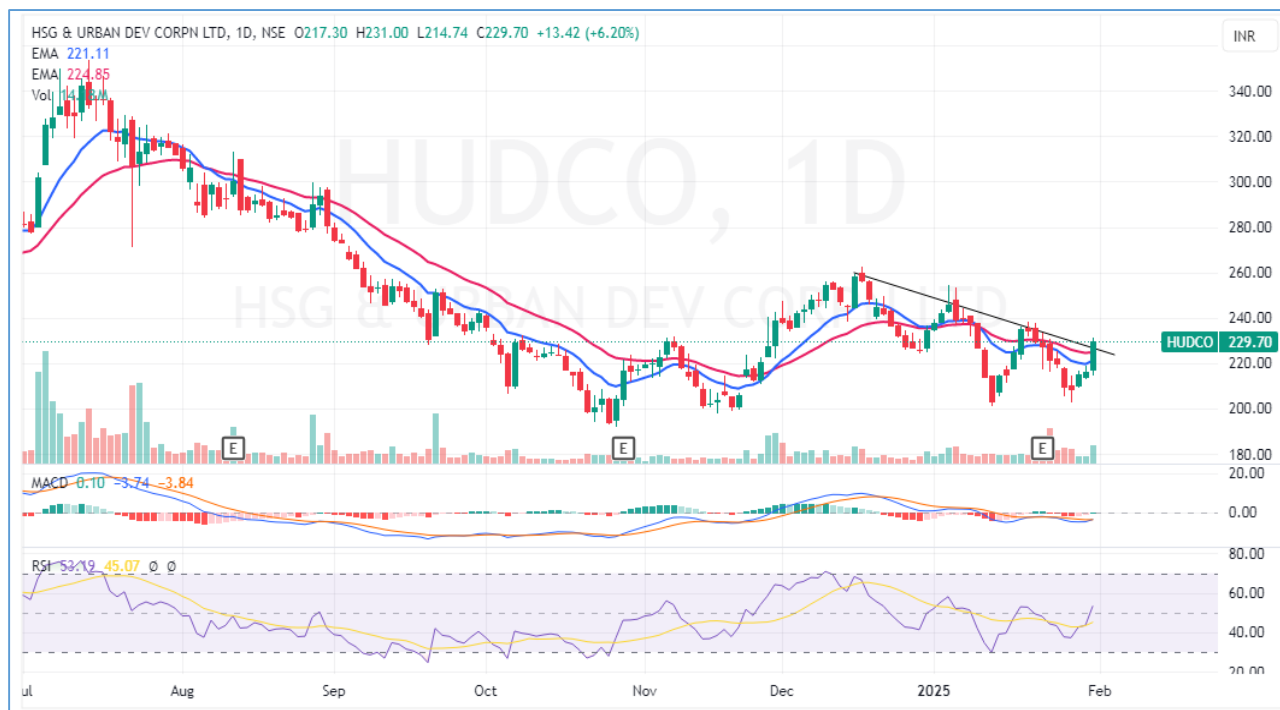 HSG & URBAN DEV CORPN LTD, 1D, NSE O217.30 H231.00 L214.74 C229.70 +13.42 (+6.20%)
INR
EMA 221.11
EMA 224.85
Vol
340.00
320.00
HUDCO, 1D
300.00
280.00
260.00
HSG & URBAN DEV CORPN LTD
240.00
HUDCO 229.70
220.00
200.00
E E E
180.00
20.00
MACD 0.10 −3.74 −3.84
0.00
80.00
RSI 53.19 45.07 Ø Ø
60.00
40.00
20.00
ul Aug Sep Oct Nov Dec 2025 Feb